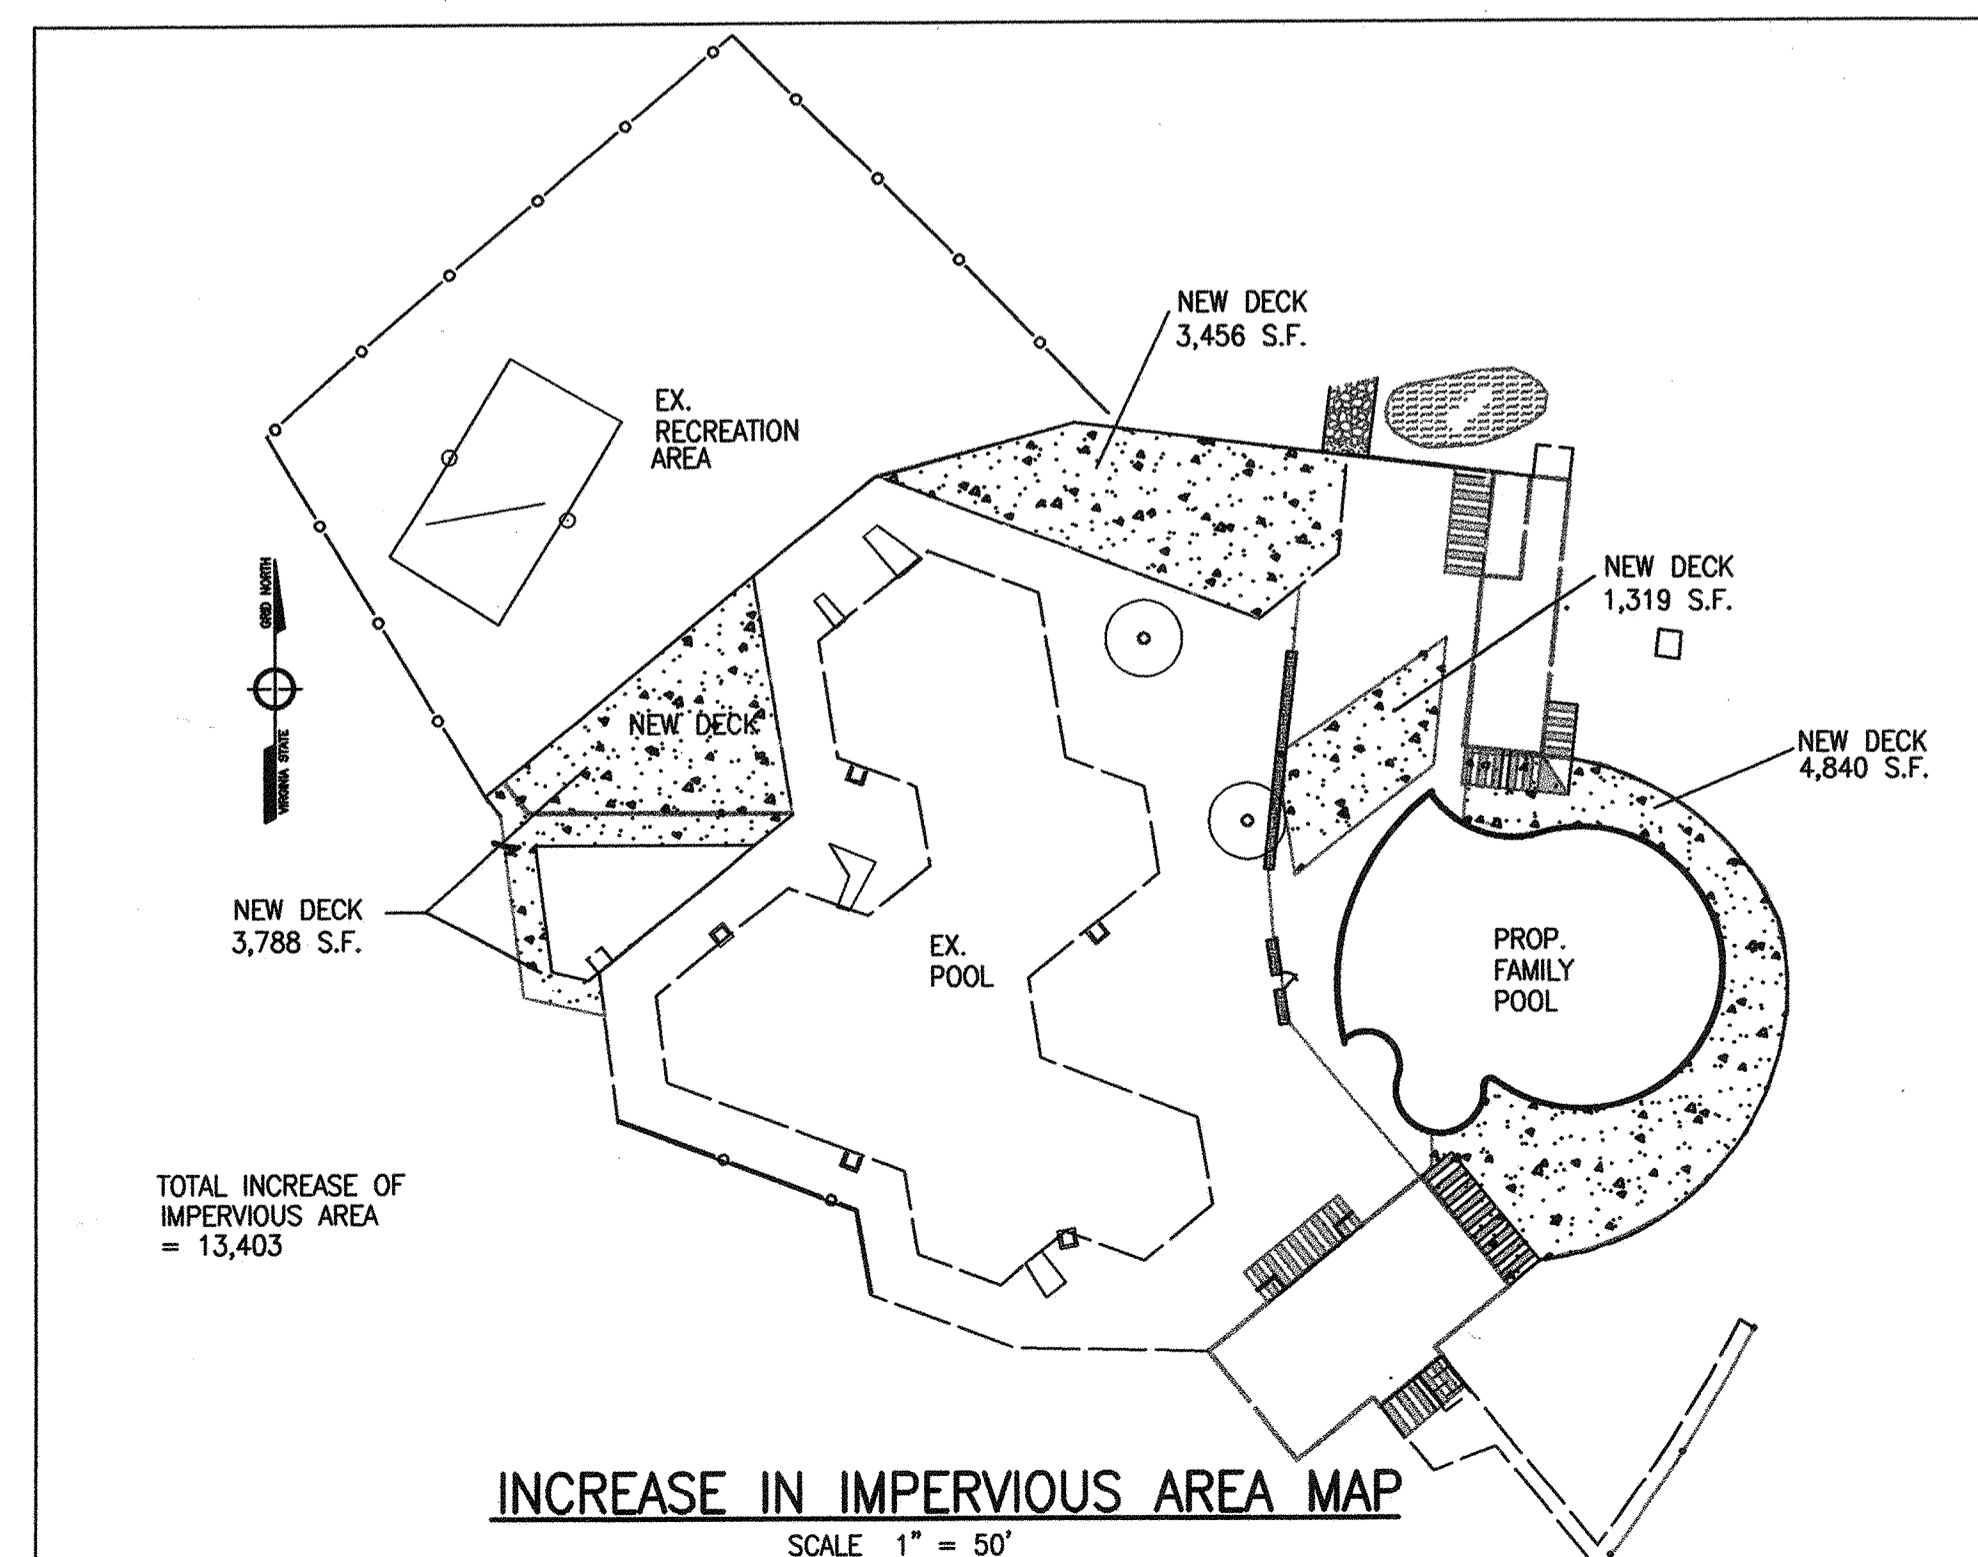 NEW DECK
3,456 S.F.
EX.
RECREATION
AREA
GRID NORTH
VIRGINIA STATE
NEW DECK
1,319 S.F.
NEW DECK
NEW DECK
4,840 S.F.
NEW DECK
3,788 S.F.
EX.
POOL
PROP.
FAMILY
POOL
TOTAL INCREASE OF
IMPERVIOUS AREA
= 13,403
INCREASE IN IMPERVIOUS AREA MAP
SCALE 1" = 50'